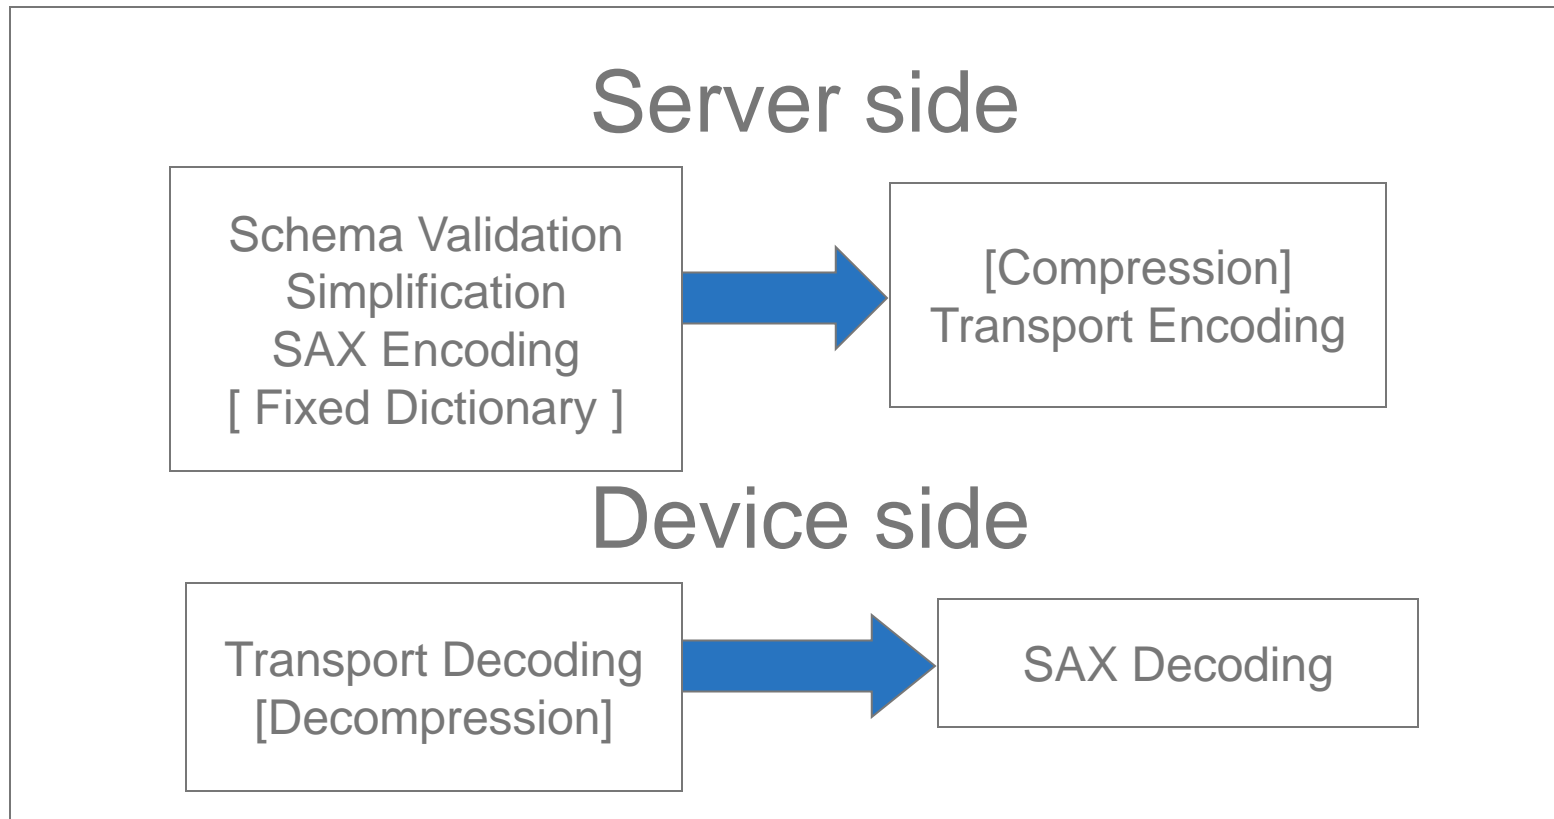 Server side
Schema Validation
Simplification
SAX Encoding
[ Fixed Dictionary ]
[Compression]
Transport Encoding
Device side
Transport Decoding
[Decompression]
SAX Decoding